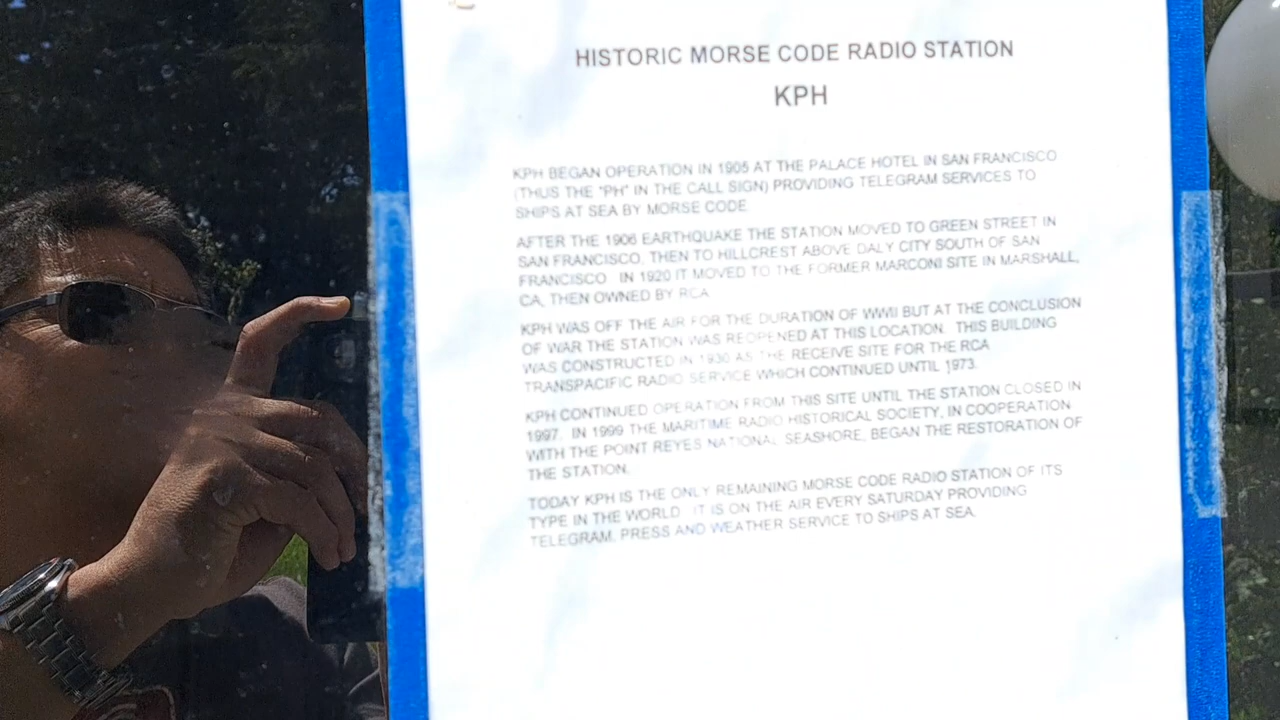 HISTORIC MORSE CODE RADIO STATION
KPH
KPH BEGAN OPERATION IN 1905 AT THE PALACE HOTEL IN SAN FRANCISCO
(THUS THE "PH" IN THE CALL SIGN) PROVIDING TELEGRAM SERVICES TO
SHIPS AT SEA BY MORSE CODE
AFTER THE 1906 EARTHQUAKE THE STATION MOVED TO GREEN STREET IN
SAN FRANCISCO, THEN TO HILLCREST ABOVE DALY CITY SOUTH OF SAN
FRANCISCO. IN 1920 IT MOVED TO THE FORMER MARCONI SITE IN MARSHALL,
CA, THEN OWNED BY RCA
KPH WAS OFF THE AIR FOR THE DURATION OF WWII BUT AT THE CONCLUSION
OF WAR THE STATION WAS REOPENED AT THIS LOCATION. THIS BUILDING
WAS CONSTRUCTED IN 1930 AS THE RECEIVE SITE FOR THE RCA
TRANSPACIFIC RADIO SERVICE WHICH CONTINUED UNTIL 1973.
KPH CONTINUED OPERATION FROM THIS SITE UNTIL THE STATION CLOSED IN
1997. IN 1999 THE MARITIME RADIO HISTORICAL SOCIETY, IN COOPERATION
WITH THE POINT REYES NATIONAL SEASHORE, BEGAN THE RESTORATION OF
THE STATION.
TODAY KPH IS THE ONLY REMAINING MORSE CODE RADIO STATION OF ITS
TYPE IN THE WORLD. IT IS ON THE AIR EVERY SATURDAY PROVIDING
TELEGRAM, PRESS AND WEATHER SERVICE TO SHIPS AT SEA.